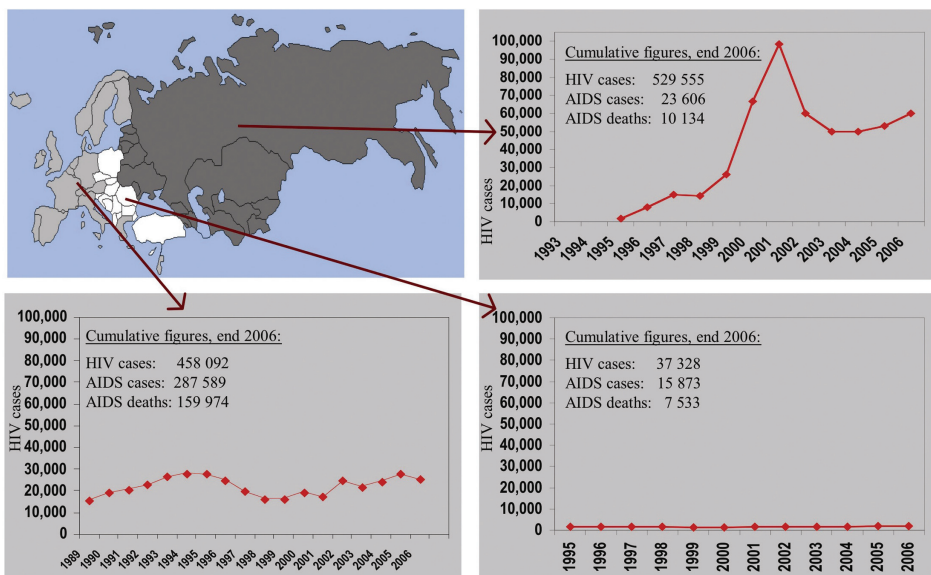 100,000
90,000
80,000
70,000
60,000
50,000
40,000
30,000
20,000
10,000
0
HIV cases
Cumulative figures, end 2006:
HIV cases: 529 555
AIDS cases: 23 606
AIDS deaths: 10 134
1993 1994 1995 1996 1997 1998 1999 2000 2001 2002 2003 2004 2005 2006
100,000
90,000
80,000
70,000
60,000
50,000
40,000
30,000
20,000
10,000
0
HIV cases
Cumulative figures, end 2006:
HIV cases: 458 092
AIDS cases: 287 589
AIDS deaths: 159 974
1989 1990 1991 1992 1993 1994 1995 1996 1997 1998 1999 2000 2001 2002 2003 2004 2005 2006
100,000
90,000
80,000
70,000
60,000
50,000
40,000
30,000
20,000
10,000
0
HIV cases
Cumulative figures, end 2006:
HIV cases: 37 328
AIDS cases: 15 873
AIDS deaths: 7 533
1995 1996 1997 1998 1999 2000 2001 2002 2003 2004 2005 2006